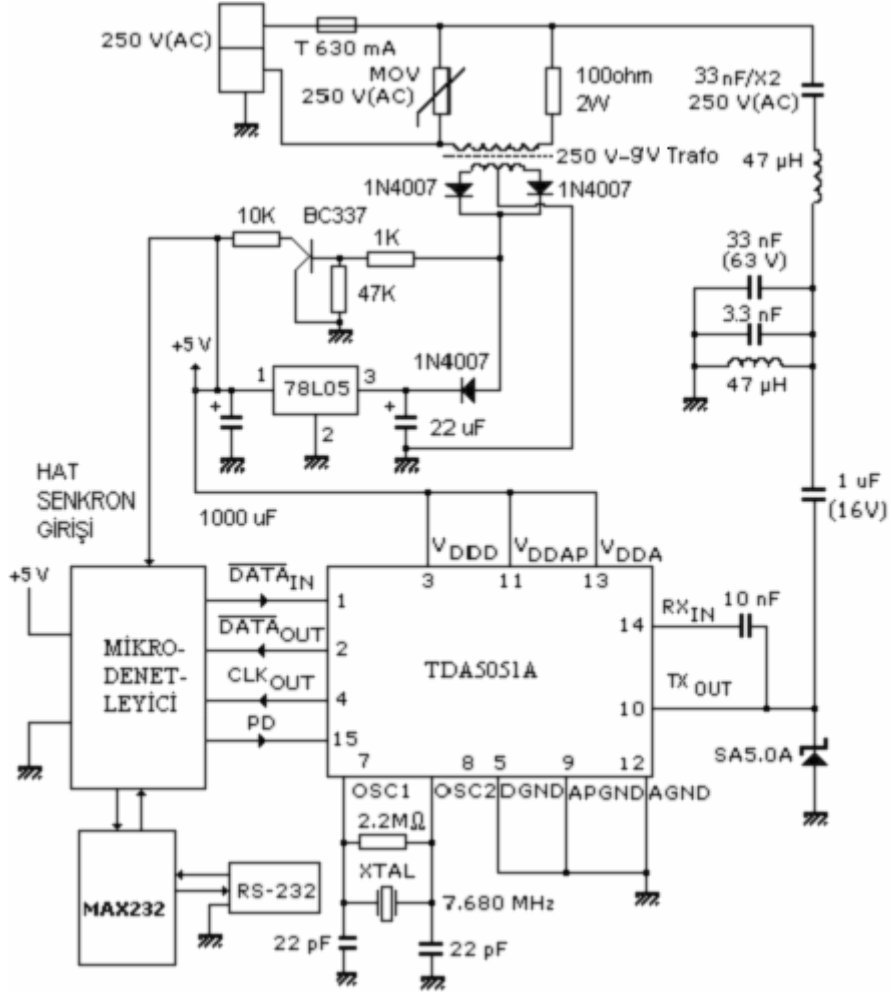 250 V(AC)
T 630 mA
MOV
250 V(AC)
100ohm
2W
33nF/X2
250 V(AC)
250 V-9V Trafo
47 µH
1N4007
1N4007
10K
BC337
1K
47K
33 nF
(63 V)
3.3 nF
47 µH
+5 V
1N4007
1
78L05
3
2
+
+
22 uF
HAT
SENKRON
GİRİŞİ
1000 uF
1 uF
(16V)
+5 V
VDDD
VDDAP
VDDA
3
11
13
DATAIN
1
DATAOUT
2
CLKOUT
4
PD
15
MİKRO-
DENET-
LEYİCİ
TDA5051A
RXIN
14
10 nF
TXOUT
10
SA5.0A
7
8
5
9
12
OSC1
OSC2
DGND
APGND
AGND
2.2MΩ
XTAL
7.680 MHz
22 pF
22 pF
MAX232
RS-232